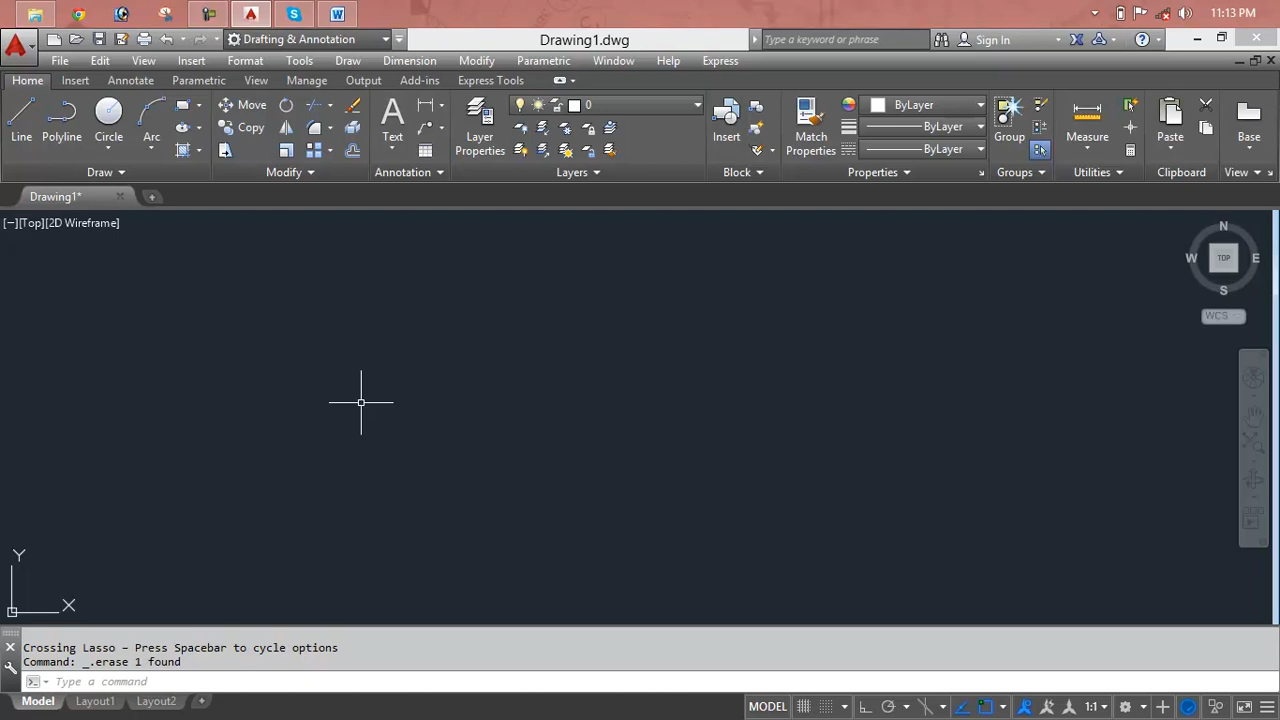 11:13 PM
Drafting & Annotation
Drawing1.dwg
Type a keyword or phrase
Sign In
File Edit View Insert Format Tools Draw Dimension Modify Parametric Window Help Express
Home Insert Annotate Parametric View Manage Output Add-ins Express Tools
Line
Polyline
Circle
Arc
Move
Copy
Text
Layer
Properties
0
Insert
Match
Properties
ByLayer
ByLayer
ByLayer
Group
Measure
Paste
Base
Draw
Modify
Annotation
Layers
Block
Properties
Groups
Utilities
Clipboard
View
Drawing1*
[−][Top][2D Wireframe]
N
W
TOP
E
S
WCS
Y
X
Crossing Lasso – Press Spacebar to cycle options
Command: _.erase 1 found
Type a command
Model Layout1 Layout2 +
MODEL
1:1